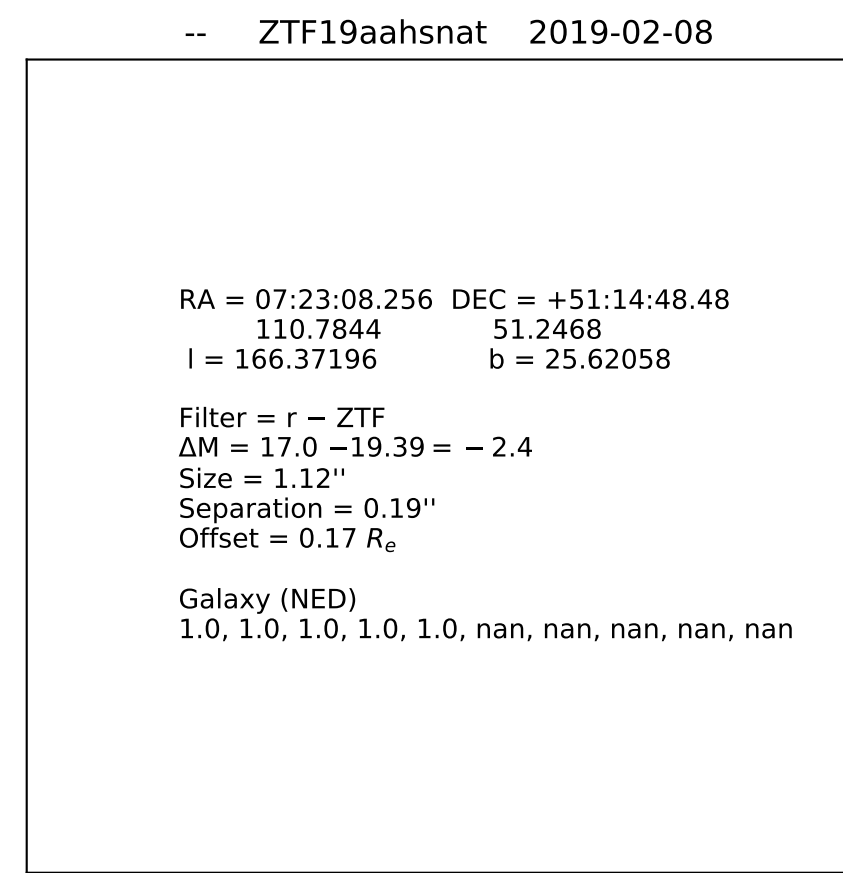 -- ZTF19aahsnat 2019-02-08
RA = 07:23:08.256 DEC = +51:14:48.48
110.7844 51.2468
l = 166.37196 b = 25.62058
Filter = r − ZTF
ΔM = 17.0 −19.39 = − 2.4
Size = 1.12''
Separation = 0.19''
Offset = 0.17 Re
Galaxy (NED)
1.0, 1.0, 1.0, 1.0, 1.0, nan, nan, nan, nan, nan